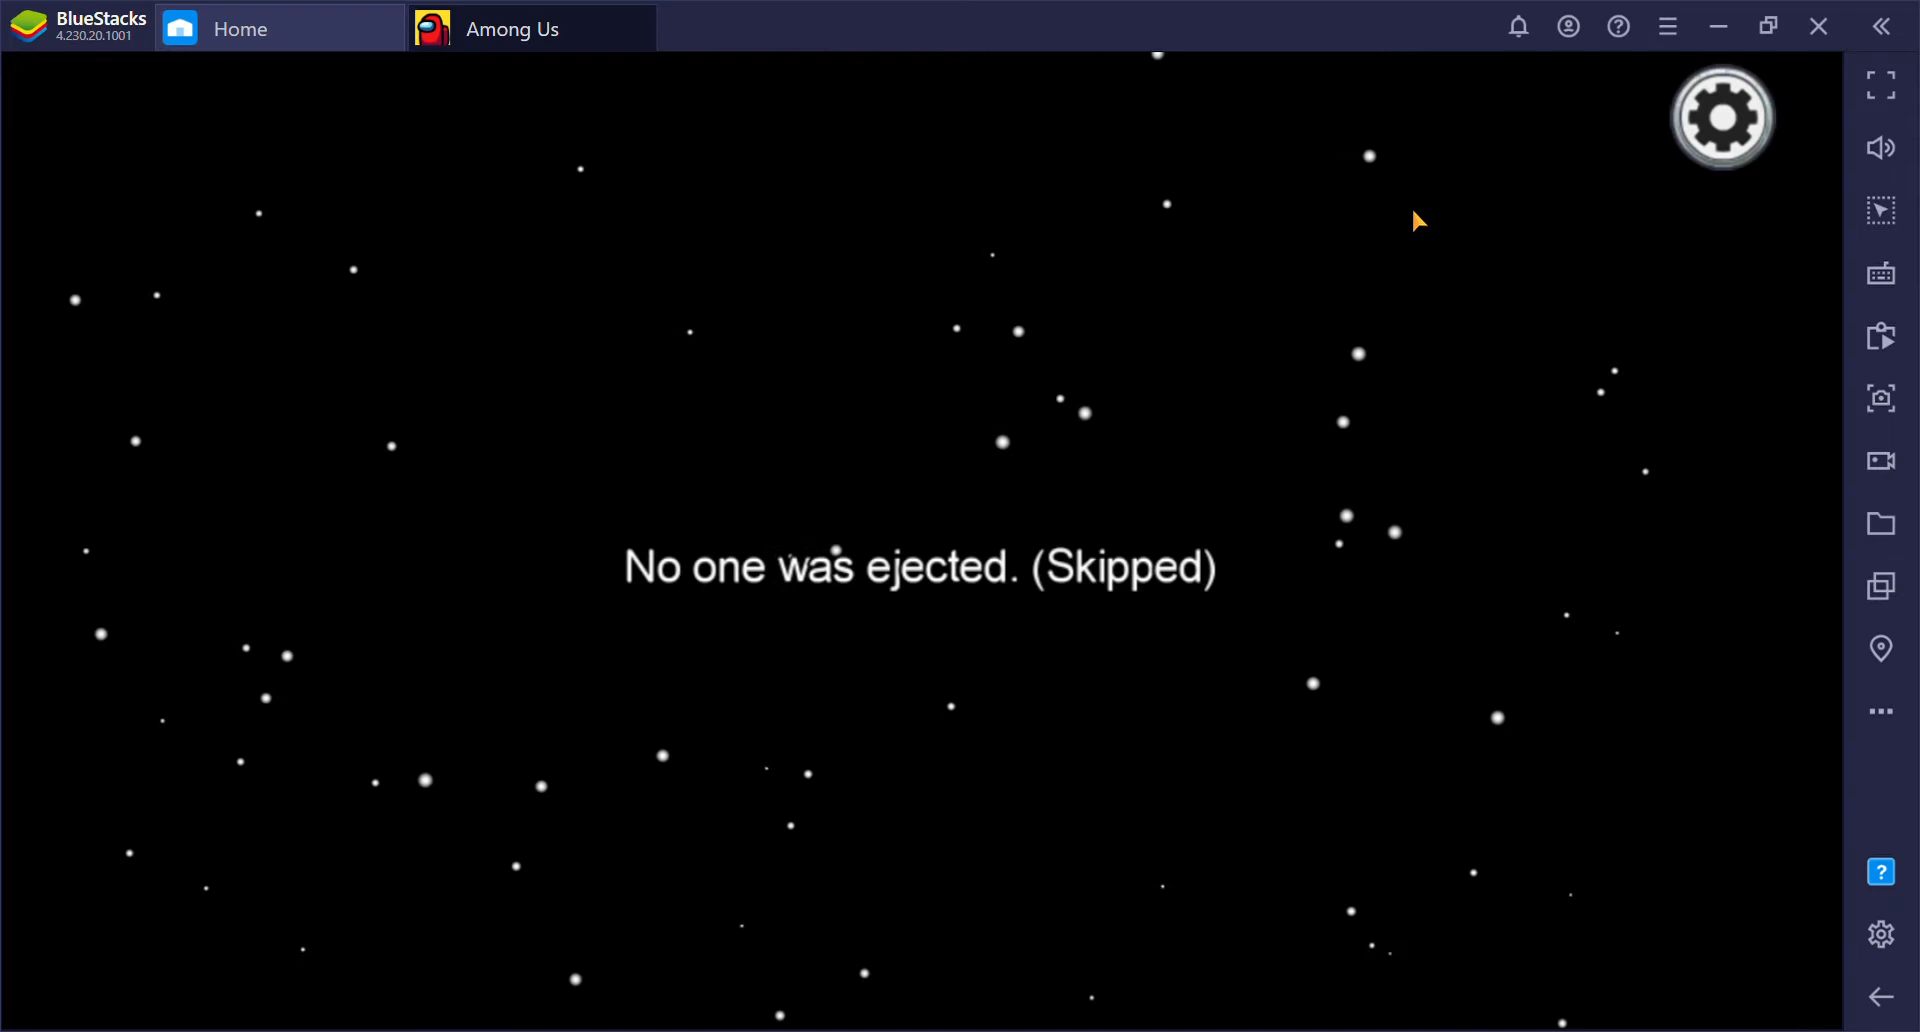 BlueStacks
4.230.20.1001
Home
Among Us
No one was ejected. (Skipped)